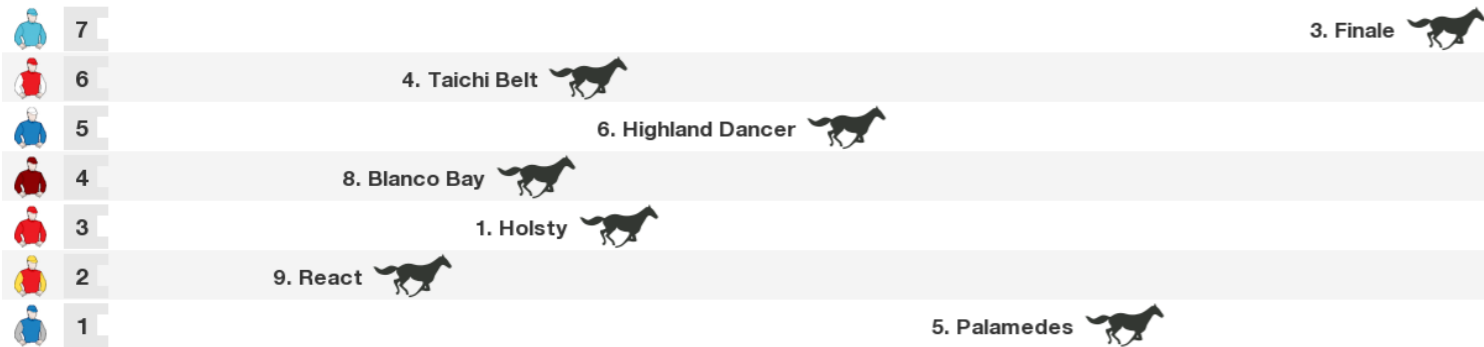 7 3. Finale
6 4. Taichi Belt
5 6. Highland Dancer
4 8. Blanco Bay
3 1. Holsty
2 9. React
1 5. Palamedes